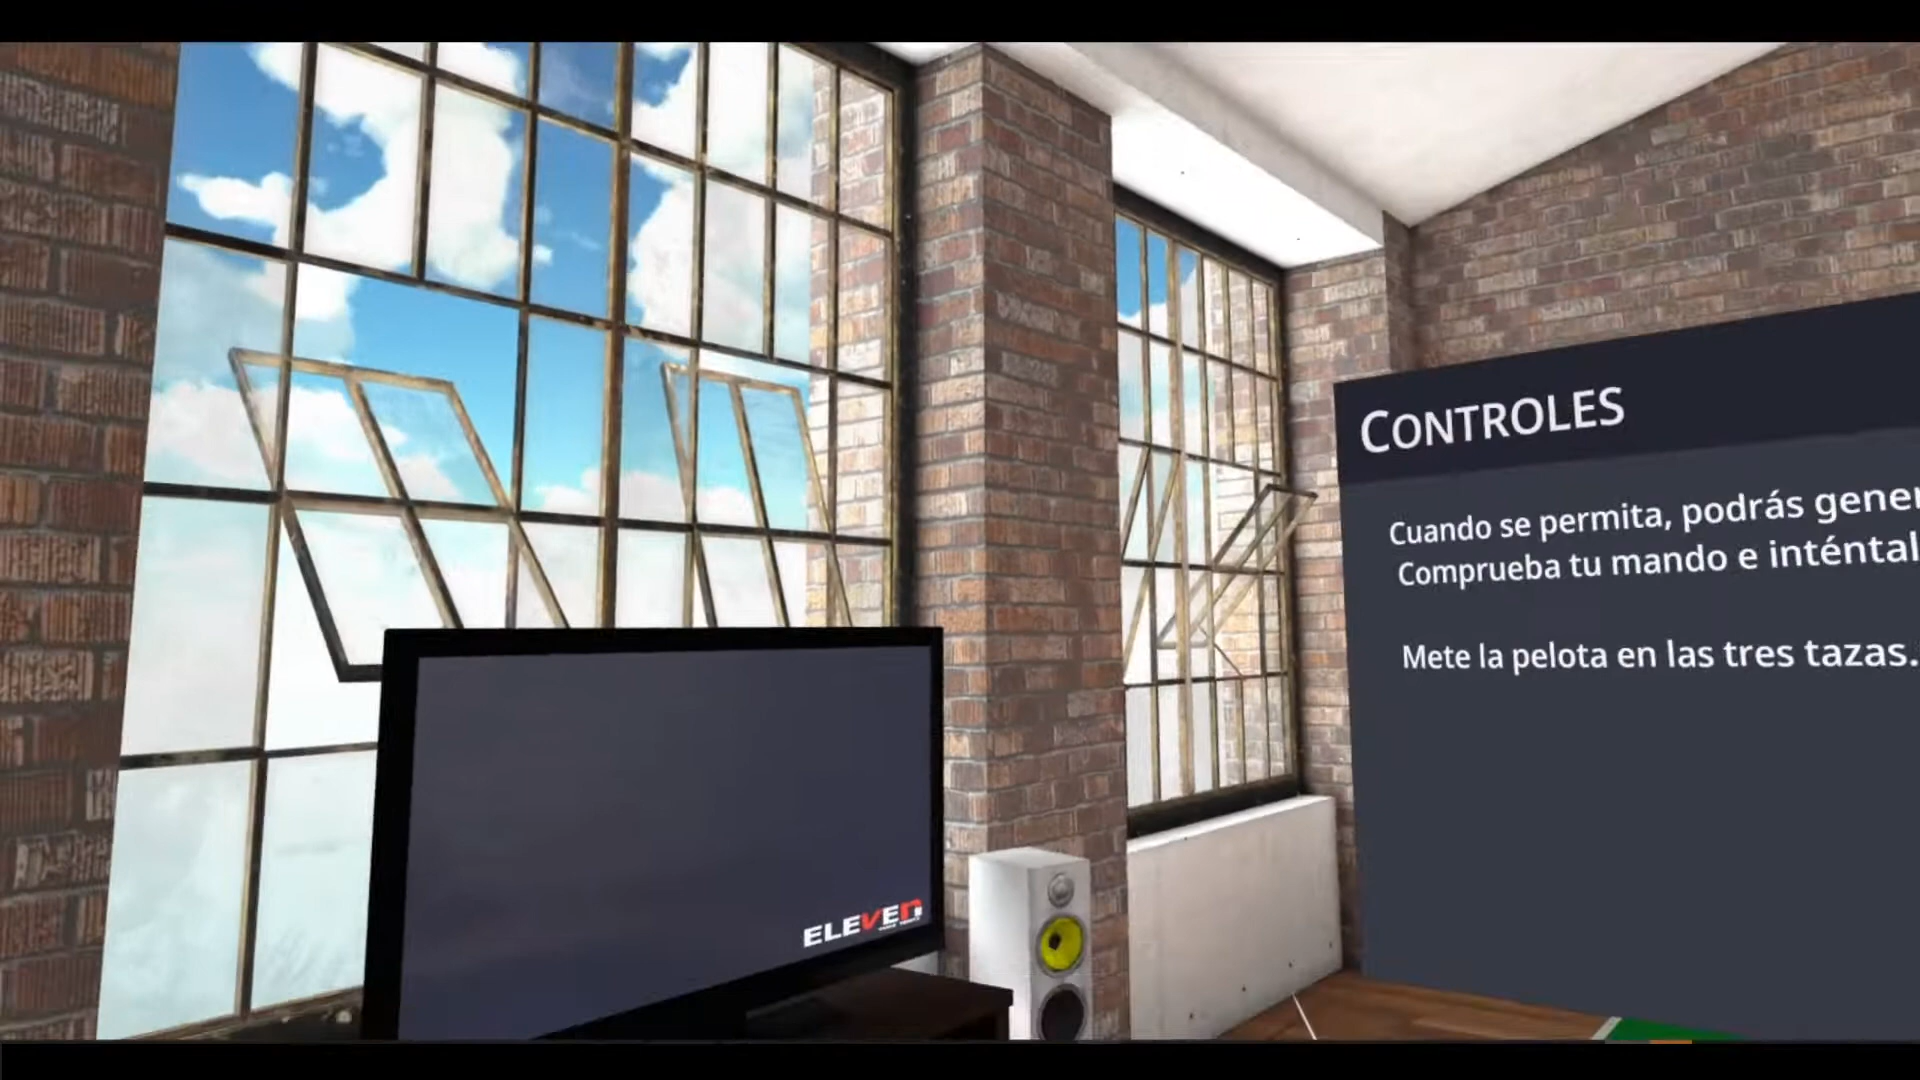 CONTROLES
Cuando se permita, podrás gener
Comprueba tu mando e inténtal
Mete la pelota en las tres tazas.
ELEVEN